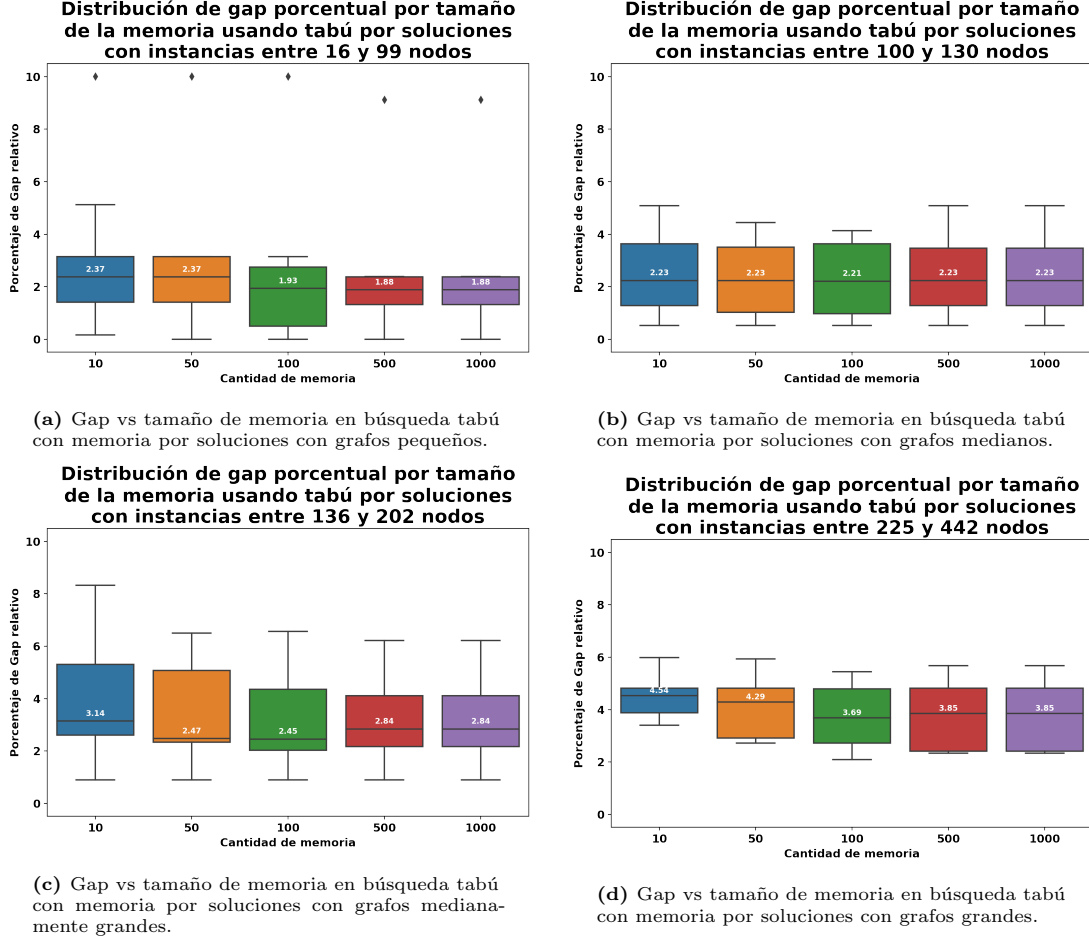 Distribución de gap porcentual por tamaño
de la memoria usando tabú por soluciones
con instancias entre 16 y 99 nodos
Porcentaje de Gap relativo
10
8
6
4
2
0
2.37
2.37
1.93
1.88
1.88
10
50
100
500
1000
Cantidad de memoria
(a) Gap vs tamaño de memoria en búsqueda tabú
con memoria por soluciones con grafos pequeños.
Distribución de gap porcentual por tamaño
de la memoria usando tabú por soluciones
con instancias entre 100 y 130 nodos
Porcentaje de Gap relativo
10
8
6
4
2
0
2.23
2.23
2.21
2.23
2.23
10
50
100
500
1000
Cantidad de memoria
(b) Gap vs tamaño de memoria en búsqueda tabú
con memoria por soluciones con grafos medianos.
Distribución de gap porcentual por tamaño
de la memoria usando tabú por soluciones
con instancias entre 136 y 202 nodos
Porcentaje de Gap relativo
10
8
6
4
2
0
3.14
2.47
2.45
2.84
2.84
10
50
100
500
1000
Cantidad de memoria
(c) Gap vs tamaño de memoria en búsqueda tabú
con memoria por soluciones con grafos mediana-
mente grandes.
Distribución de gap porcentual por tamaño
de la memoria usando tabú por soluciones
con instancias entre 225 y 442 nodos
Porcentaje de Gap relativo
10
8
6
4
2
0
4.54
4.29
3.69
3.85
3.85
10
50
100
500
1000
Cantidad de memoria
(d) Gap vs tamaño de memoria en búsqueda tabú
con memoria por soluciones con grafos grandes.